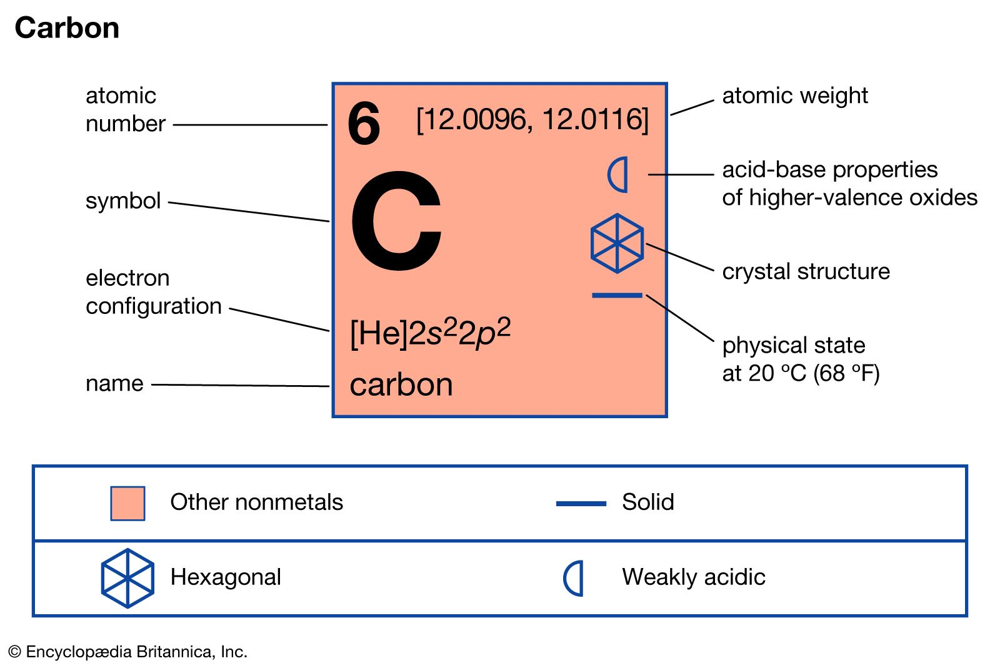 Carbon
atomic
number
symbol
electron
configuration
name
6 [12.0096, 12.0116]
C
[He]2s²2p²
carbon
atomic weight
acid-base properties
of higher-valence oxides
crystal structure
physical state
at 20 ºC (68 ºF)
Other nonmetals
Solid
Hexagonal
Weakly acidic
© Encyclopædia Britannica, Inc.